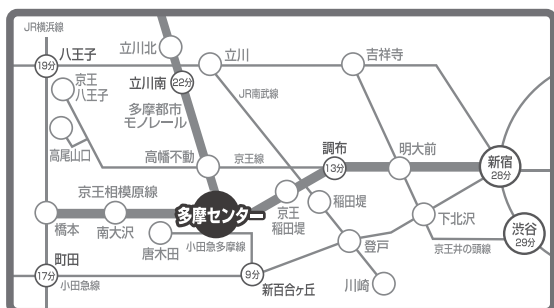 JR横浜線
八王子
19分
京王
八王子
高尾山口
立川北
立川南
22分
多摩都市
モノレール
立川
JR南武線
吉祥寺
高幡不動
京王線
調布
13分
明大前
新宿
28分
京王相模原線
多摩センター
京王
稲田堤
稲田堤
下北沢
渋谷
29分
橋本
南大沢
唐木田
小田急多摩線
登戸
京王井の頭線
町田
17分
小田急線
9分
新百合ヶ丘
川崎